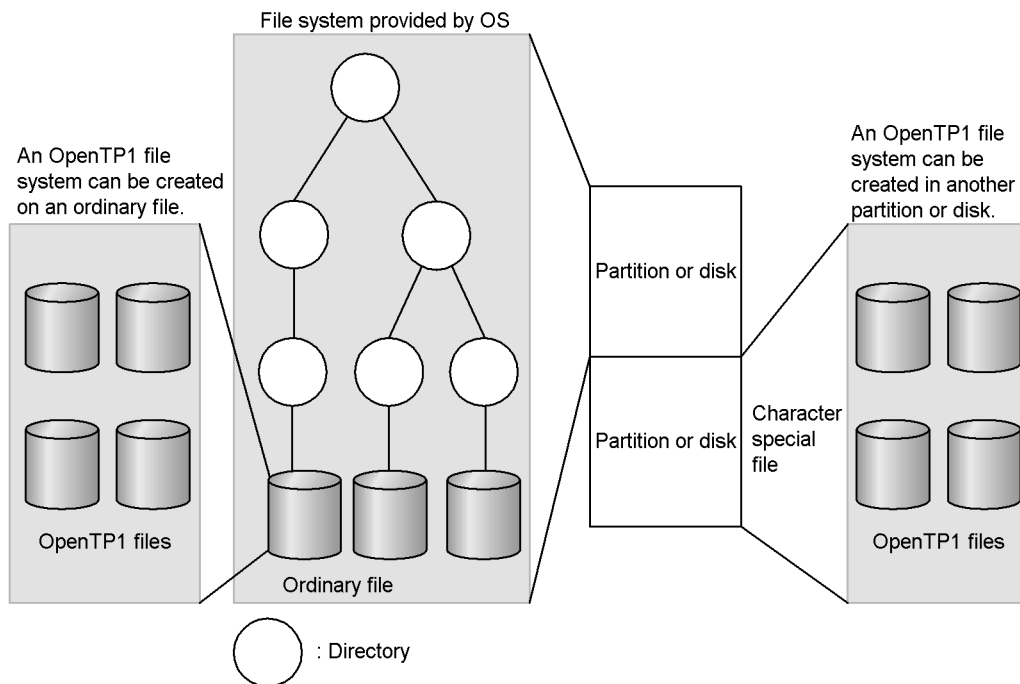 File system provided by OS
An OpenTP1 file
system can be created
on an ordinary file.
An OpenTP1 file
system can be
created in another
partition or disk.
Partition or disk
Partition or disk
Character
special
file
OpenTP1 files
OpenTP1 files
Ordinary file
: Directory